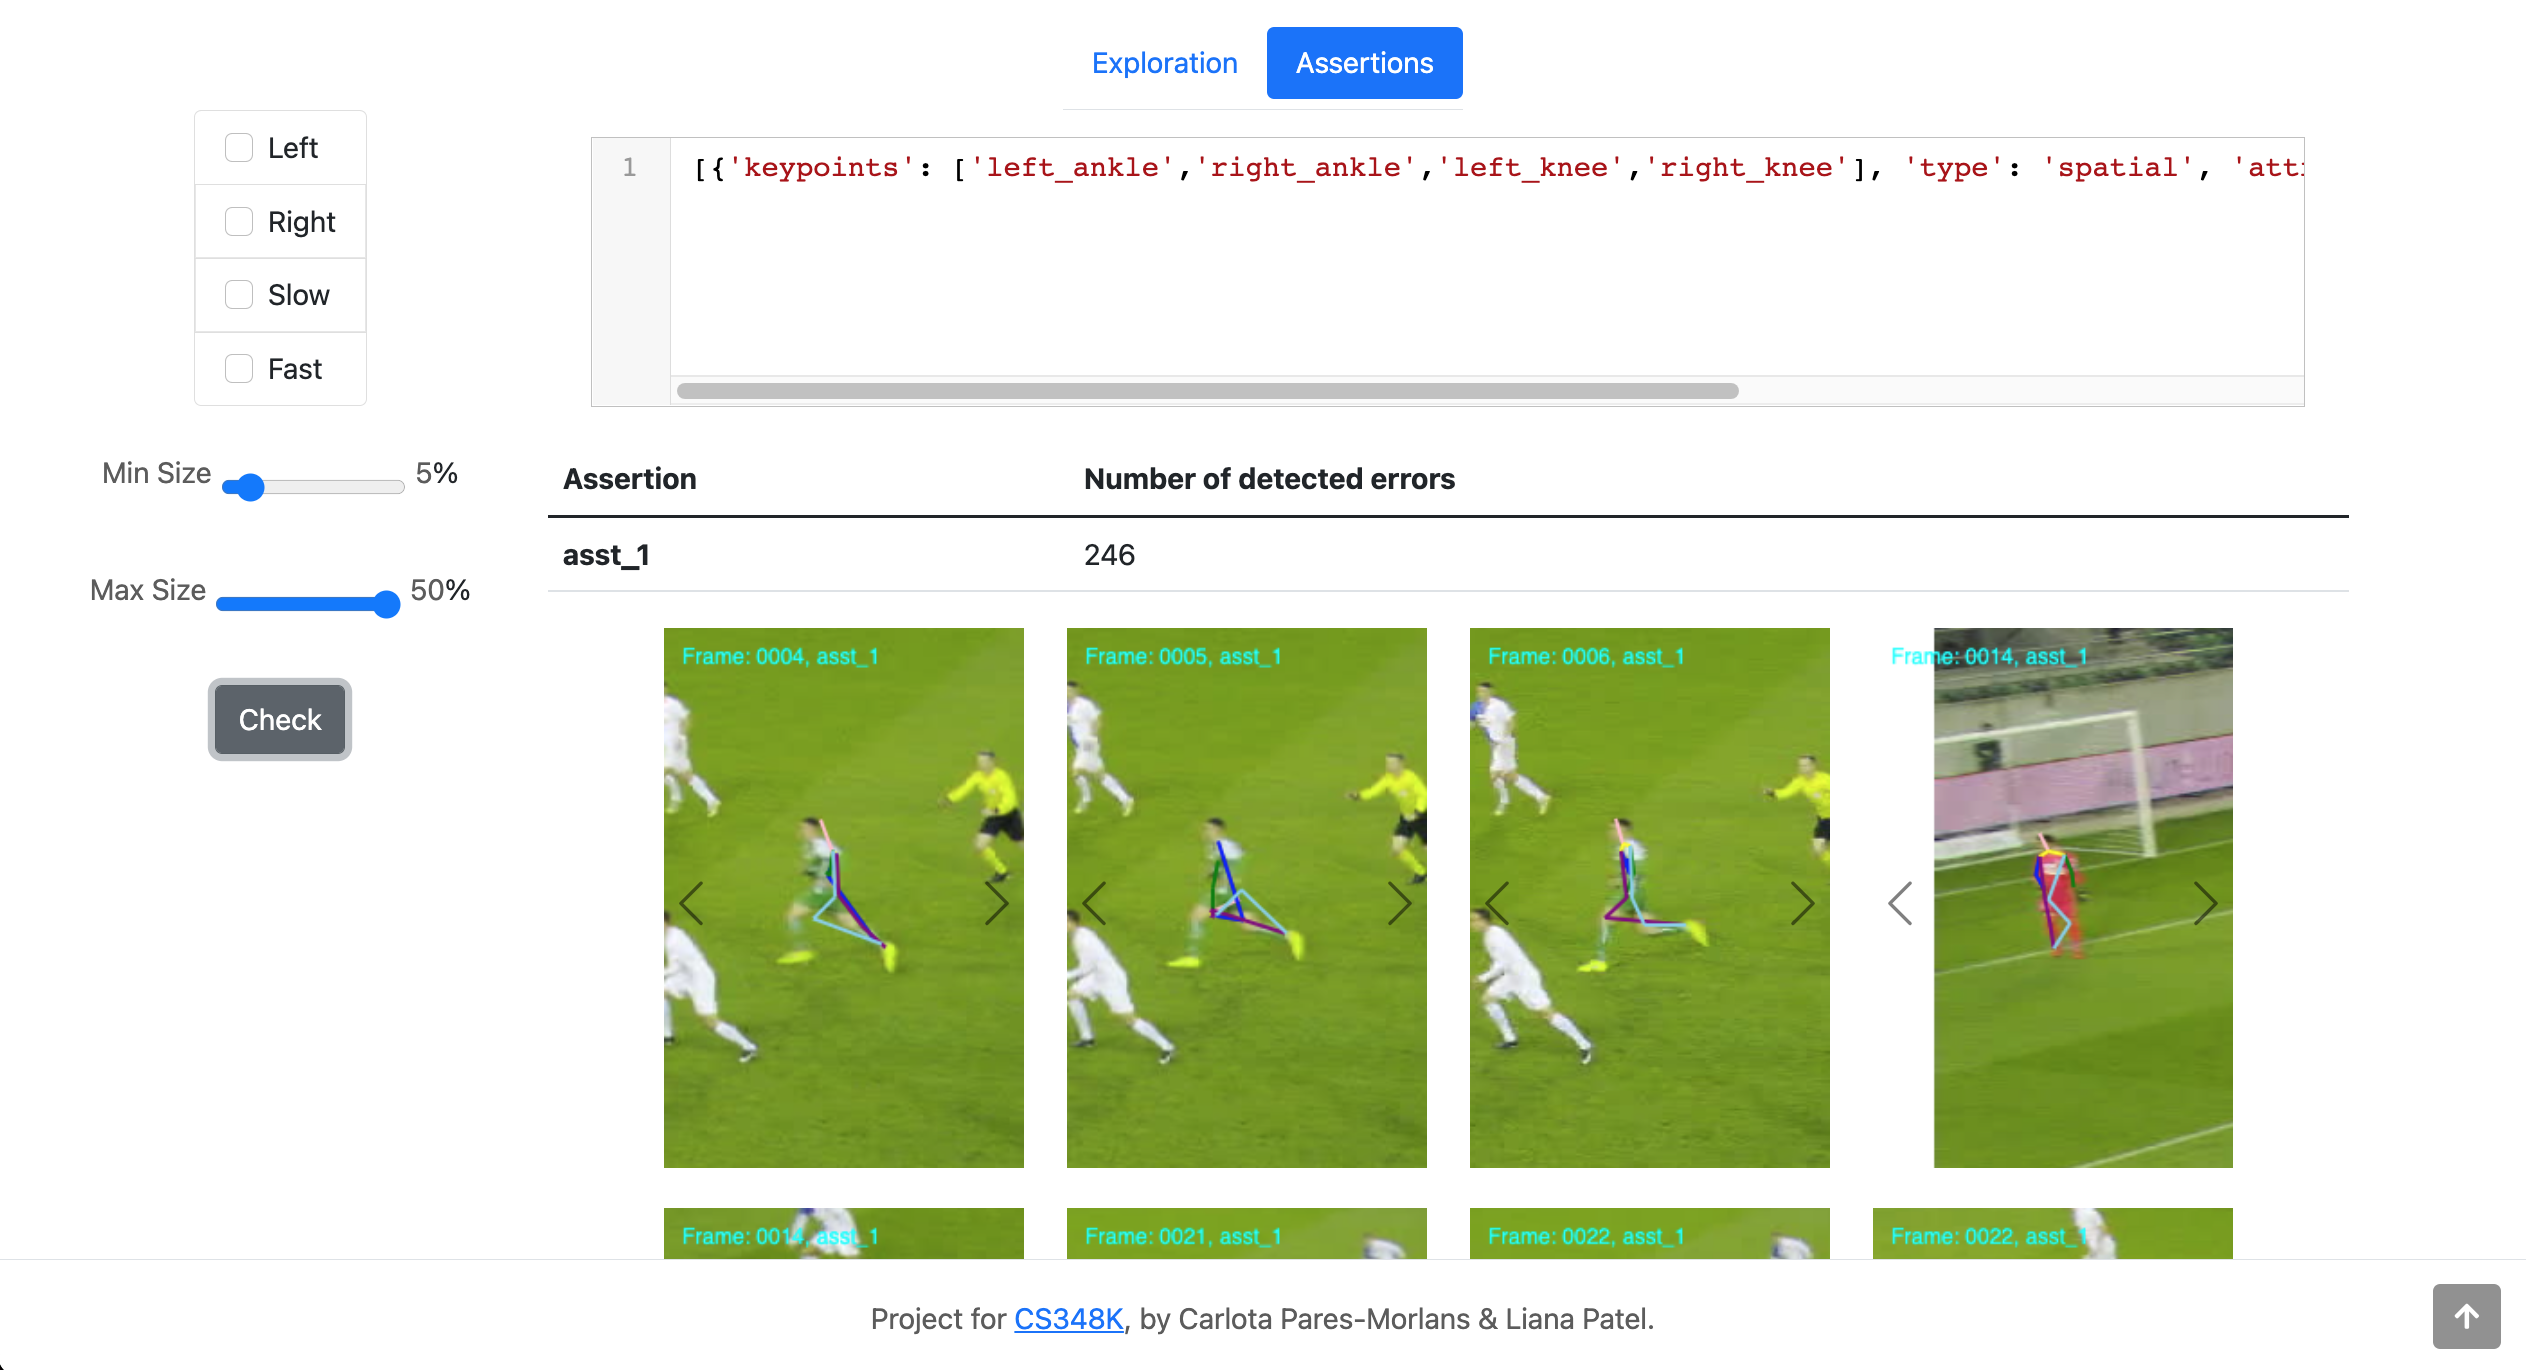 Exploration Assertions
Left
Right
Slow
Fast
Min Size 5%
Max Size 50%
Check
1 [{'keypoints': ['left_ankle','right_ankle','left_knee','right_knee'], 'type': 'spatial', 'att
Assertion Number of detected errors
asst_1 246
Frame: 0004, asst_1
Frame: 0005, asst_1
Frame: 0006, asst_1
Frame: 0014, asst_1
Frame: 0014, asst_1
Frame: 0021, asst_1
Frame: 0022, asst_1
Frame: 0022, asst_1
Project for CS348K, by Carlota Pares-Morlans & Liana Patel.